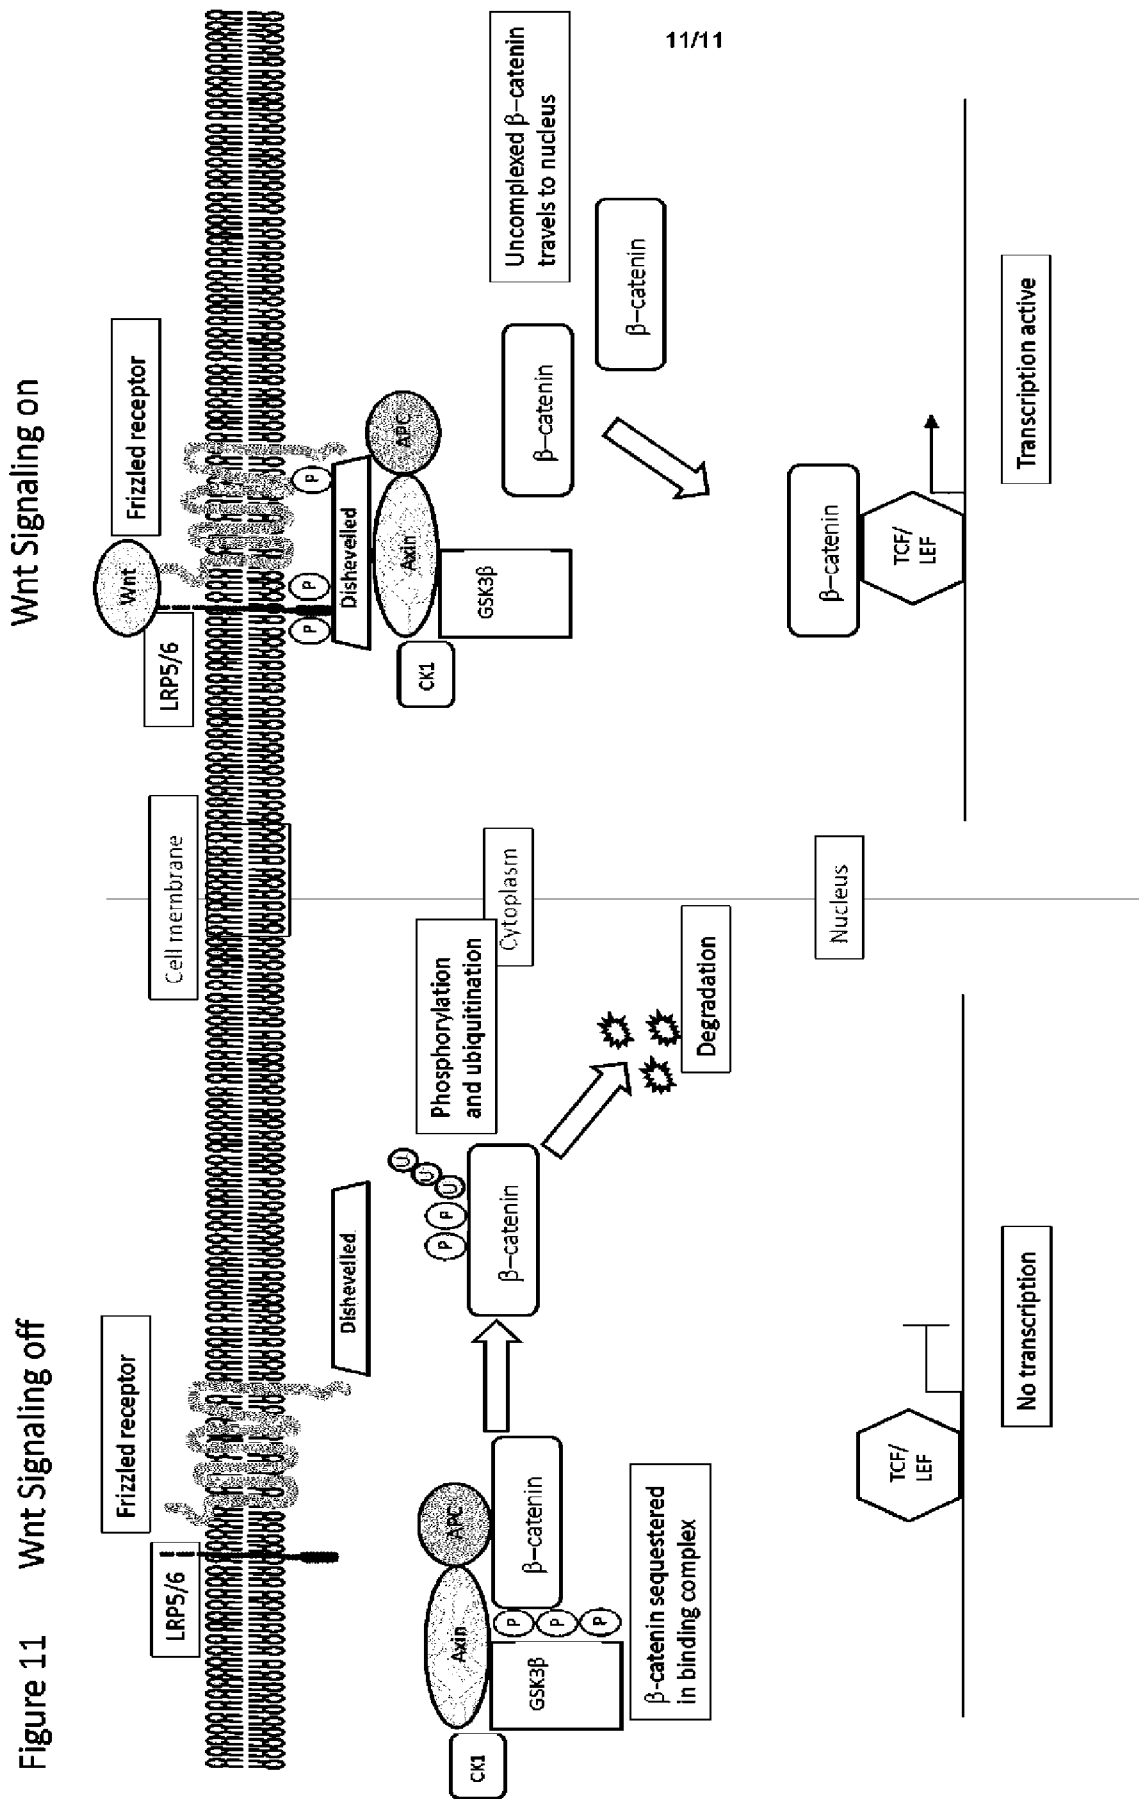 11/11
Figure 11
Wnt Signaling off
Wnt Signaling on
LRP5/6
Frizzled receptor
Cell membrane
LRP5/6
Wnt
Frizzled receptor
Dishevelled
P
P
P
Dishevelled
CK1
Axin
APC
GSK3β
P
P
P
β–catenin
β-catenin sequestered
in binding complex
P
P
U
U
U
β–catenin
Phosphorylation
and ubiquitination
Degradation
Cytoplasm
CK1
Axin
APC
GSK3β
β–catenin
β–catenin
Uncomplexed β-catenin
travels to nucleus
Nucleus
TCF/
LEF
No transcription
β–catenin
TCF/
LEF
Transcription active